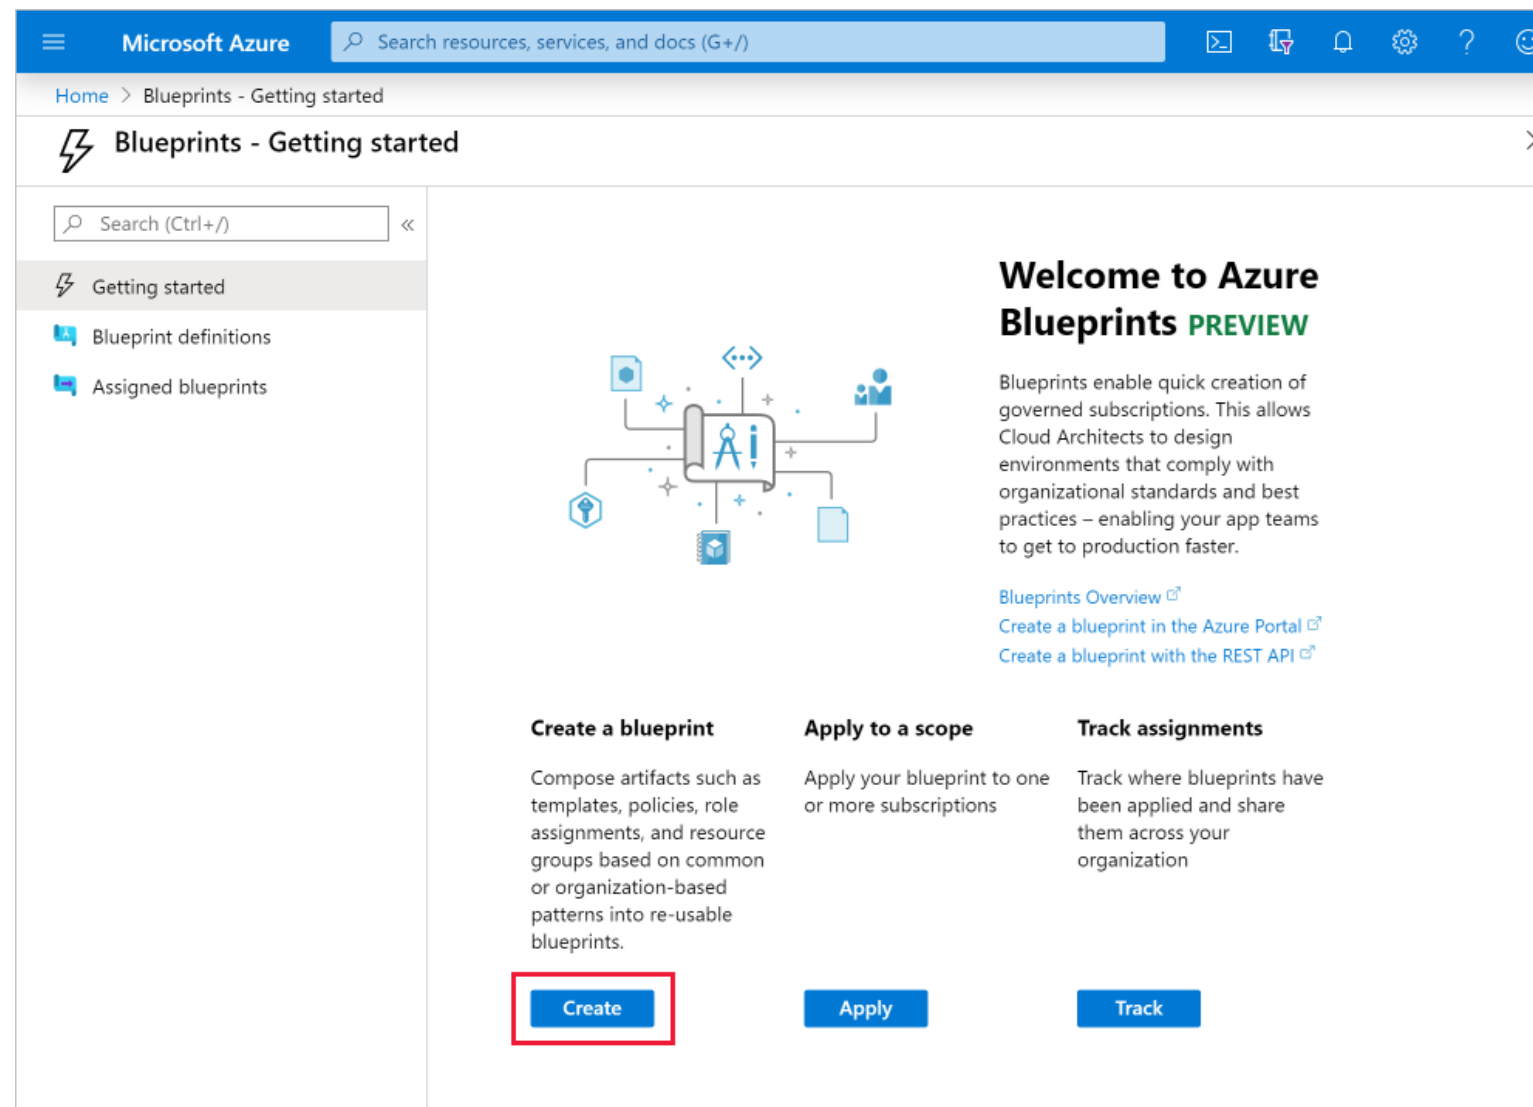 Microsoft Azure
Search resources, services, and docs (G+/)
Home > Blueprints - Getting started
Blueprints - Getting started
Search (Ctrl+/)
Getting started
Blueprint definitions
Assigned blueprints
Welcome to Azure
Blueprints PREVIEW
Blueprints enable quick creation of
governed subscriptions. This allows
Cloud Architects to design
environments that comply with
organizational standards and best
practices – enabling your app teams
to get to production faster.
Blueprints Overview
Create a blueprint in the Azure Portal
Create a blueprint with the REST API
Create a blueprint
Compose artifacts such as
templates, policies, role
assignments, and resource
groups based on common
or organization-based
patterns into re-usable
blueprints.
Create
Apply to a scope
Apply your blueprint to one
or more subscriptions
Apply
Track assignments
Track where blueprints have
been applied and share
them across your
organization
Track